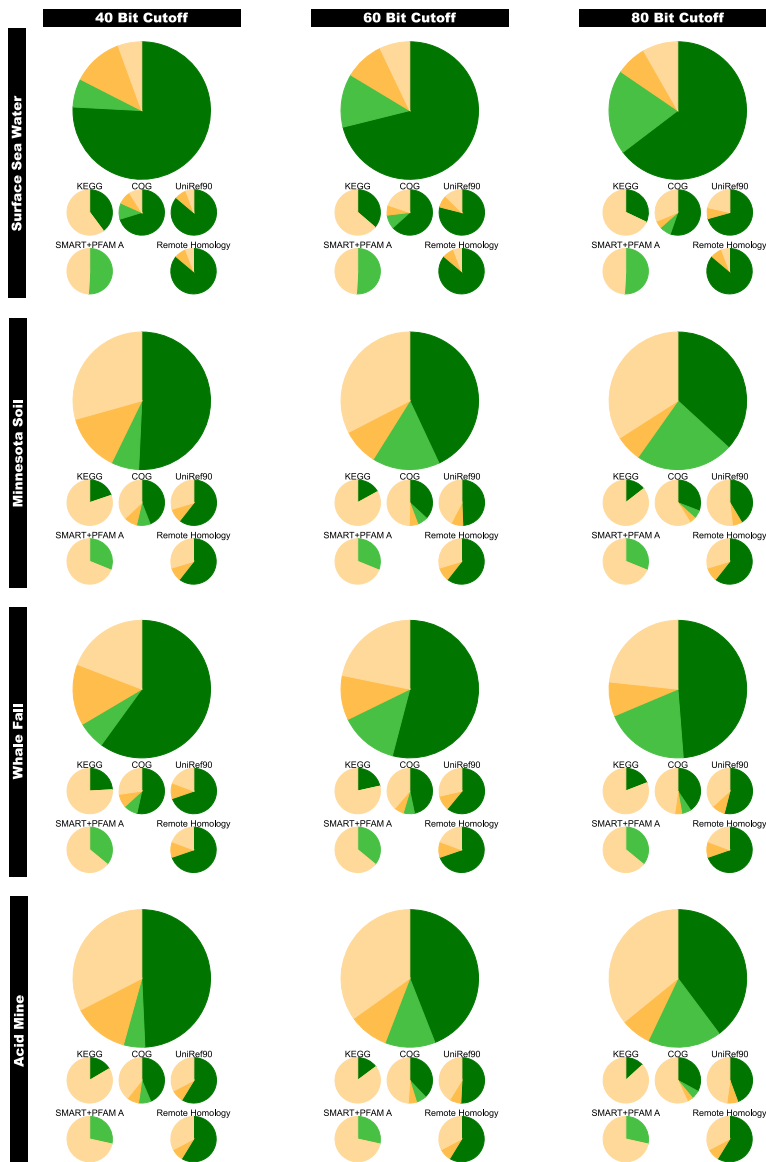 40 Bit Cutoff
60 Bit Cutoff
80 Bit Cutoff
Surface Sea Water
KEGG COG UniRef90
KEGG COG UniRef90
KEGG COG UniRef90
SMART+PFAM A Remote Homology
SMART+PFAM A Remote Homology
SMART+PFAM A Remote Homology
Minnesota Soil
KEGG COG UniRef90
KEGG COG UniRef90
KEGG COG UniRef90
SMART+PFAM A Remote Homology
SMART+PFAM A Remote Homology
SMART+PFAM A Remote Homology
Whale Fall
KEGG COG UniRef90
KEGG COG UniRef90
KEGG COG UniRef90
SMART+PFAM A Remote Homology
SMART+PFAM A Remote Homology
SMART+PFAM A Remote Homology
Acid Mine
KEGG COG UniRef90
KEGG COG UniRef90
KEGG COG UniRef90
SMART+PFAM A Remote Homology
SMART+PFAM A Remote Homology
SMART+PFAM A Remote Homology